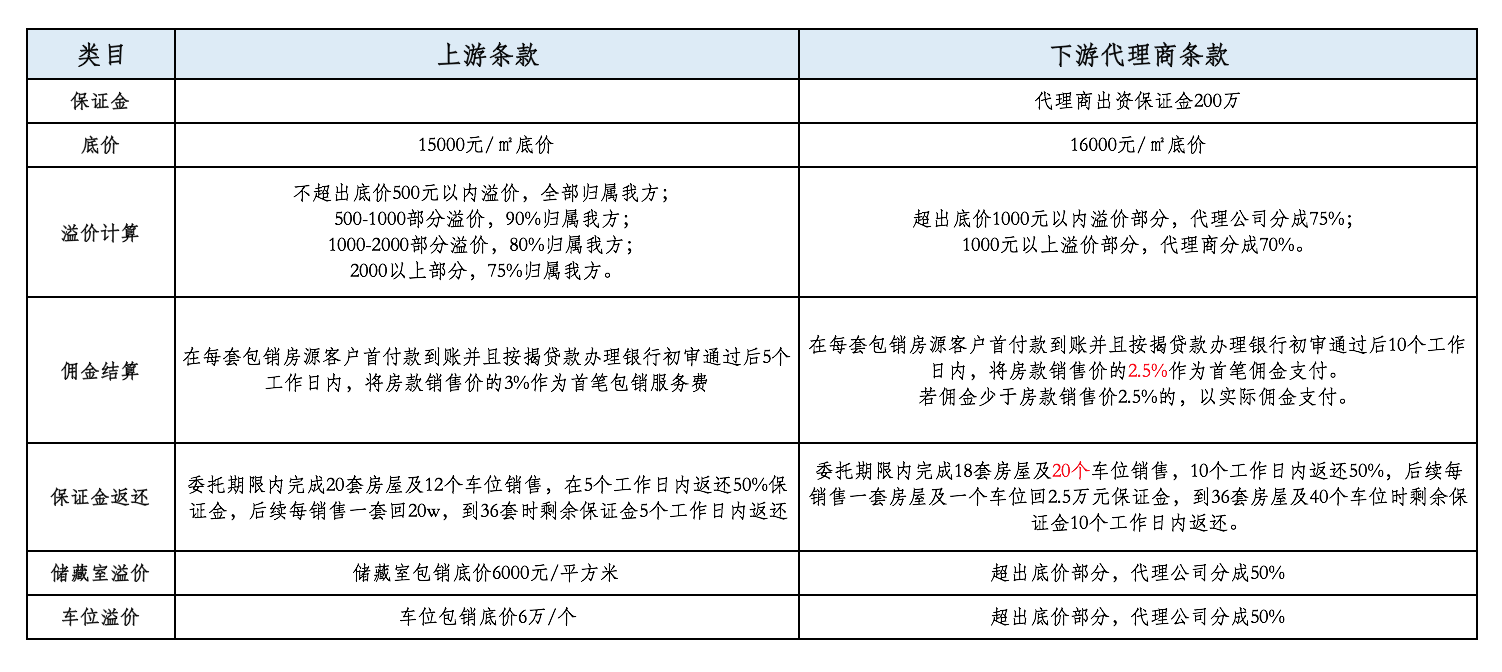 类目
上游条款
下游代理商条款
保证金
代理商出资保证金200万
底价
15000元/㎡底价
16000元/㎡底价
溢价计算
不超出底价500元以内溢价，全部归属我方；
500-1000部分溢价，90%归属我方；
1000-2000部分溢价，80%归属我方；
2000以上部分，75%归属我方。
超出底价1000元以内溢价部分，代理公司分成75%；
1000元以上溢价部分，代理商分成70%。
佣金结算
在每套包销房源客户首付款到账并且按揭贷款办理银行初审通过后5个
工作日内，将房款销售价的3%作为首笔包销服务费
在每套包销房源客户首付款到账并且按揭贷款办理银行初审通过后10个工作
日内，将房款销售价的2.5%作为首笔佣金支付。
若佣金少于房款销售价2.5%的，以实际佣金支付。
保证金返还
委托期限内完成20套房屋及12个车位销售，在5个工作日内返还50%保
证金，后续每销售一套回20w，到36套时剩余保证金5个工作日内返还
委托期限内完成18套房屋及20个车位销售，10个工作日内返还50%，后续每
销售一套房屋及一个车位回2.5万元保证金，到36套房屋及40个车位时剩余保
证金10个工作日内返还。
储藏室溢价
储藏室包销底价6000元/平方米
超出底价部分，代理公司分成50%
车位溢价
车位包销底价6万/个
超出底价部分，代理公司分成50%